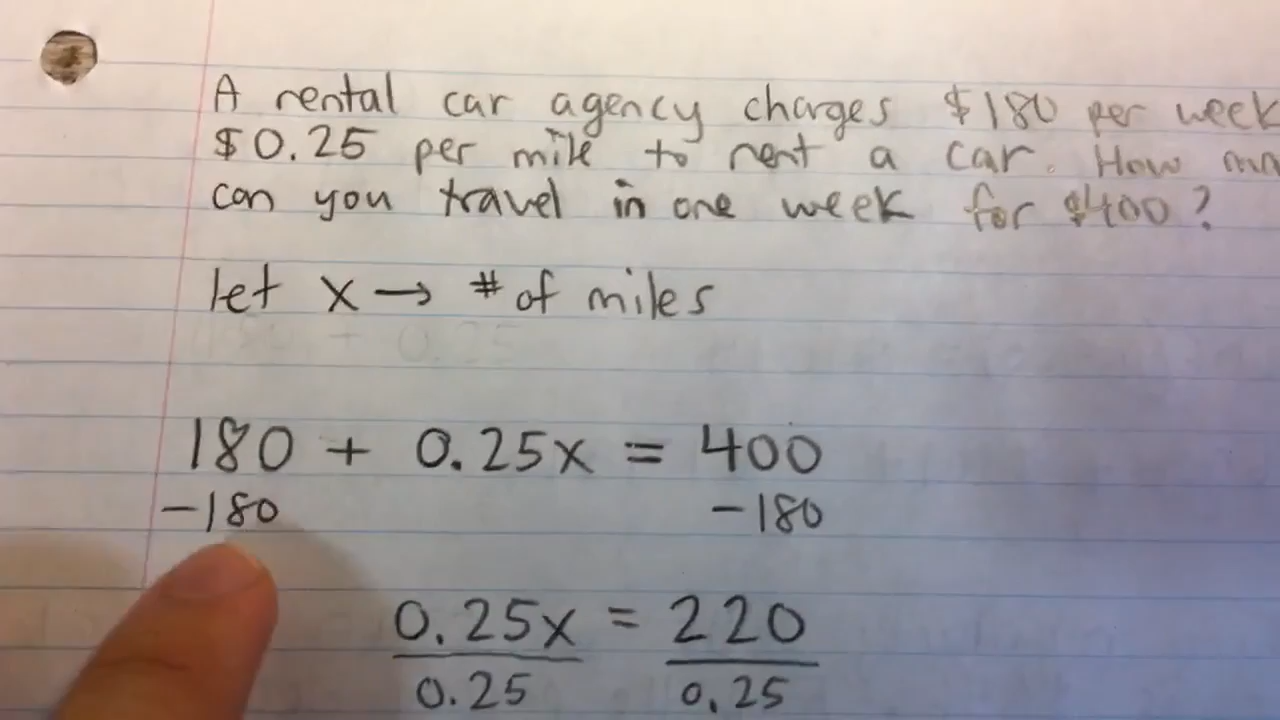 A rental car agency charges $180 per week
$0.25 per mile to rent a car. How
can you travel in one week for $400?
let x → # of miles
180 + 0.25x = 400
-180 -180
0.25x = 220
0.25 0.25